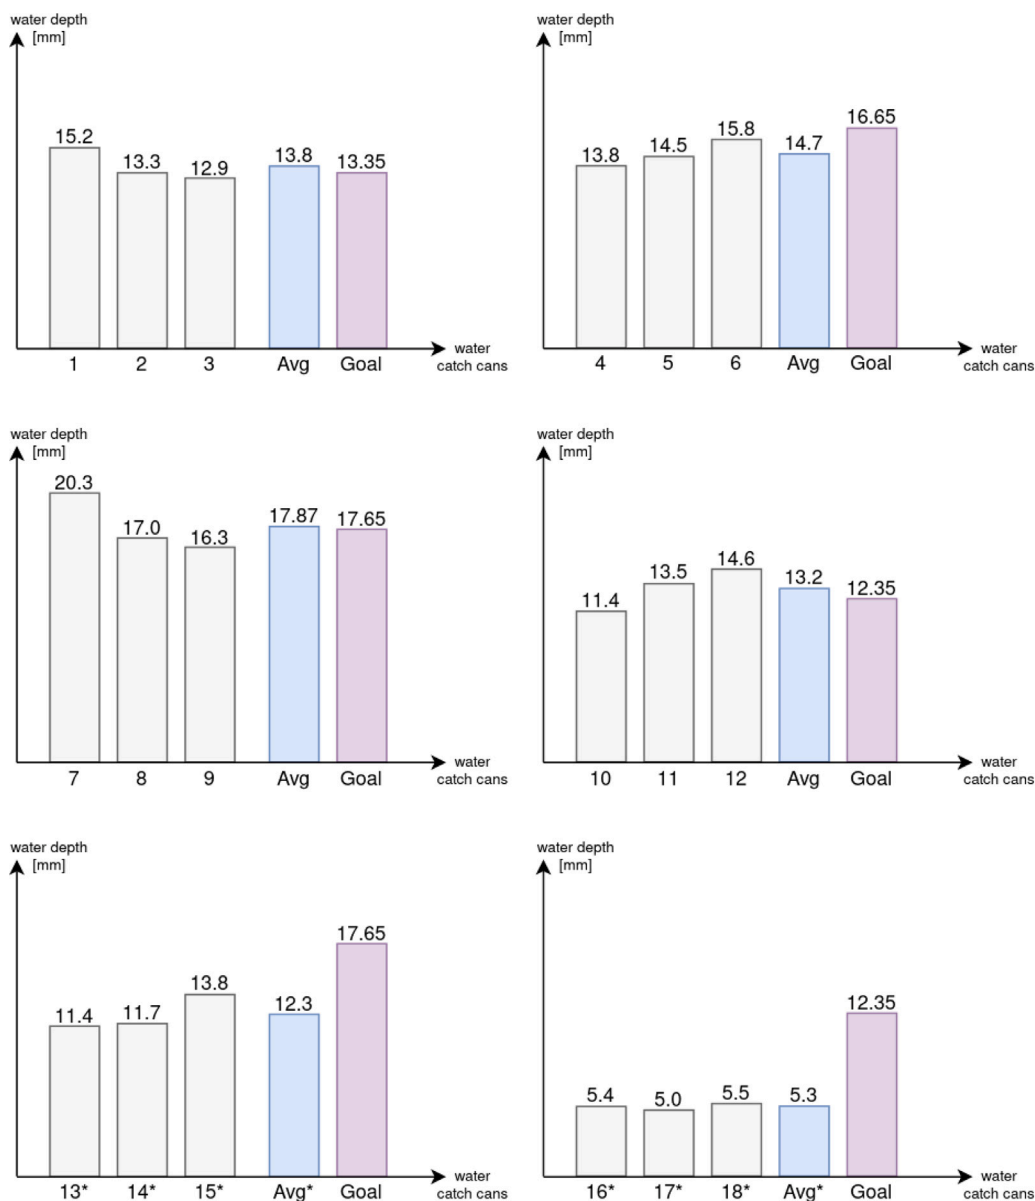 water depth
[mm]
15.2
13.3
12.9
13.8
13.35
1
2
3
Avg
Goal
water
catch cans
water depth
[mm]
13.8
14.5
15.8
14.7
16.65
4
5
6
Avg
Goal
water
catch cans
water depth
[mm]
20.3
17.0
16.3
17.87
17.65
7
8
9
Avg
Goal
water
catch cans
water depth
[mm]
11.4
13.5
14.6
13.2
12.35
10
11
12
Avg
Goal
water
catch cans
water depth
[mm]
11.4
11.7
13.8
12.3
17.65
13*
14*
15*
Avg*
Goal
water
catch cans
water depth
[mm]
5.4
5.0
5.5
5.3
12.35
16*
17*
18*
Avg*
Goal
water
catch cans